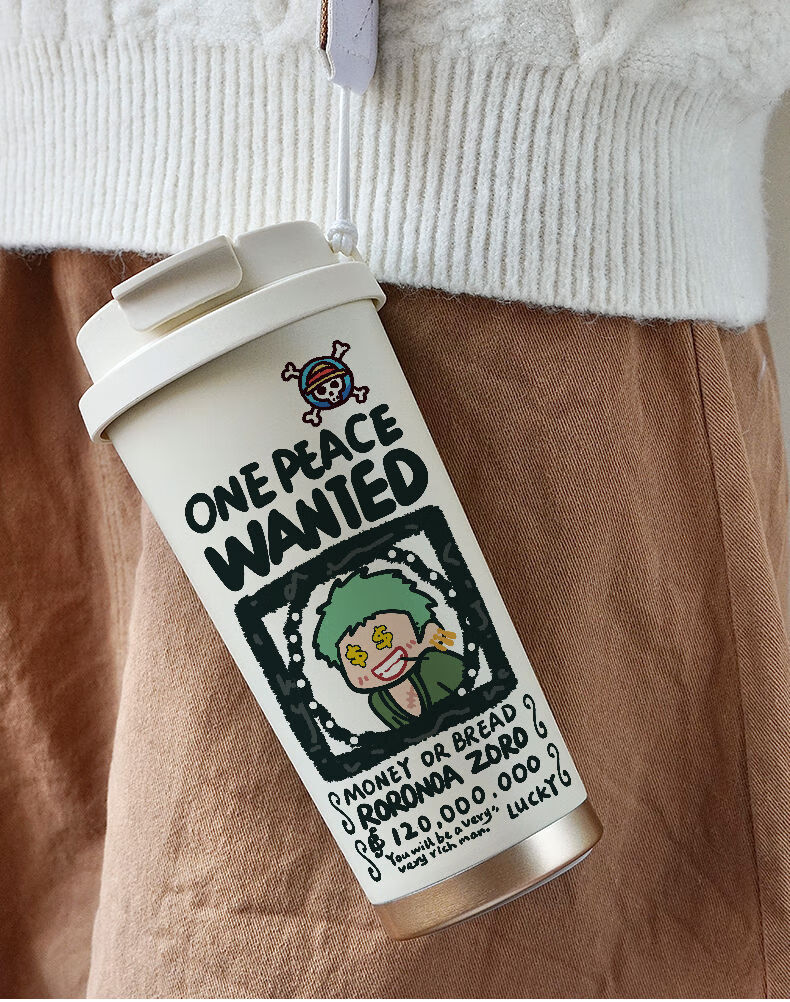 ONE PEACE
WANTED
MONEY OR BREAD
RORONOA ZORO
$ 120,000.000
You will be a very",
very rich man.
LUCKY